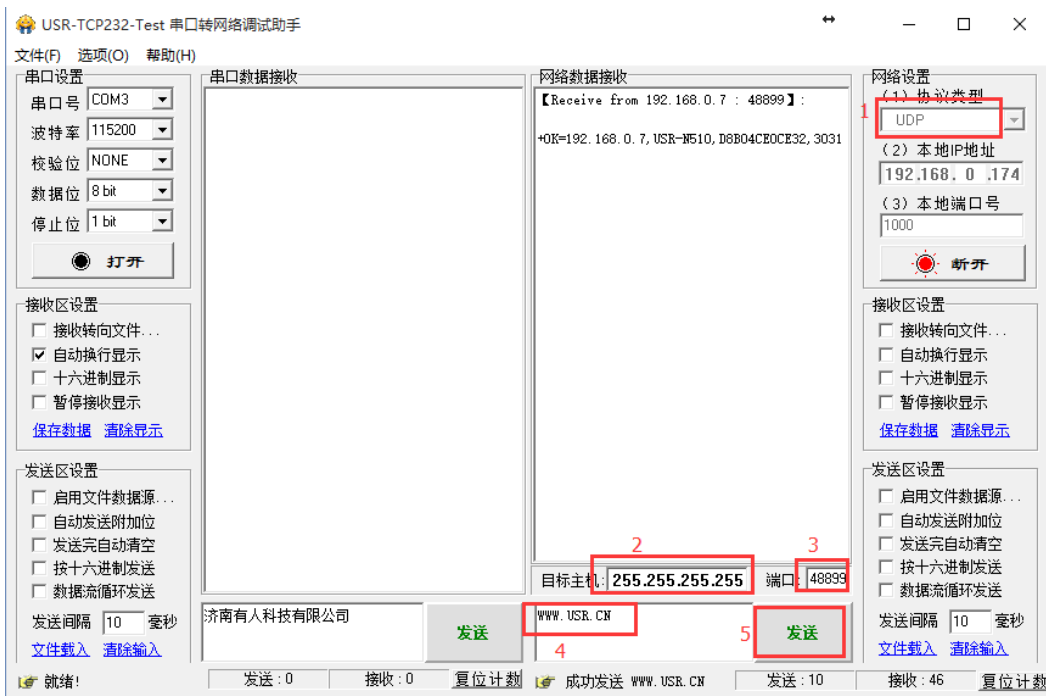 USR-TCP232-Test 串口转网络调试助手
文件(F) 选项(O) 帮助(H)
串口设置
串口号 COM3
波特率 115200
校验位 NONE
数据位 8 bit
停止位 1 bit
打开
接收区设置
接收转向文件...
自动换行显示
十六进制显示
暂停接收显示
保存数据 清除显示
发送区设置
启用文件数据源...
自动发送附加位
发送完自动清空
按十六进制发送
数据流循环发送
发送间隔 10 毫秒
文件载入 清除输入
串口数据接收
济南有人科技有限公司
发送
网络数据接收
【Receive from 192.168.0.7 : 48899】:
+OK=192.168.0.7,USR-N510,D8B04CE0CE32,3031
2
3
目标主机: 255.255.255.255 端口: 48899
WWW.USR.CN
4
5
发送
网络设置
(1) 协议类型
1
UDP
(2) 本地IP地址
192.168. 0 .174
(3) 本地端口号
1000
断开
接收区设置
接收转向文件...
自动换行显示
十六进制显示
暂停接收显示
保存数据 清除显示
发送区设置
启用文件数据源...
自动发送附加位
发送完自动清空
按十六进制发送
数据流循环发送
发送间隔 10 毫秒
文件载入 清除输入
就绪! 发送:0 接收:0 复位计数
成功发送 WWW.USR.CN 发送:10 接收:46 复位计数